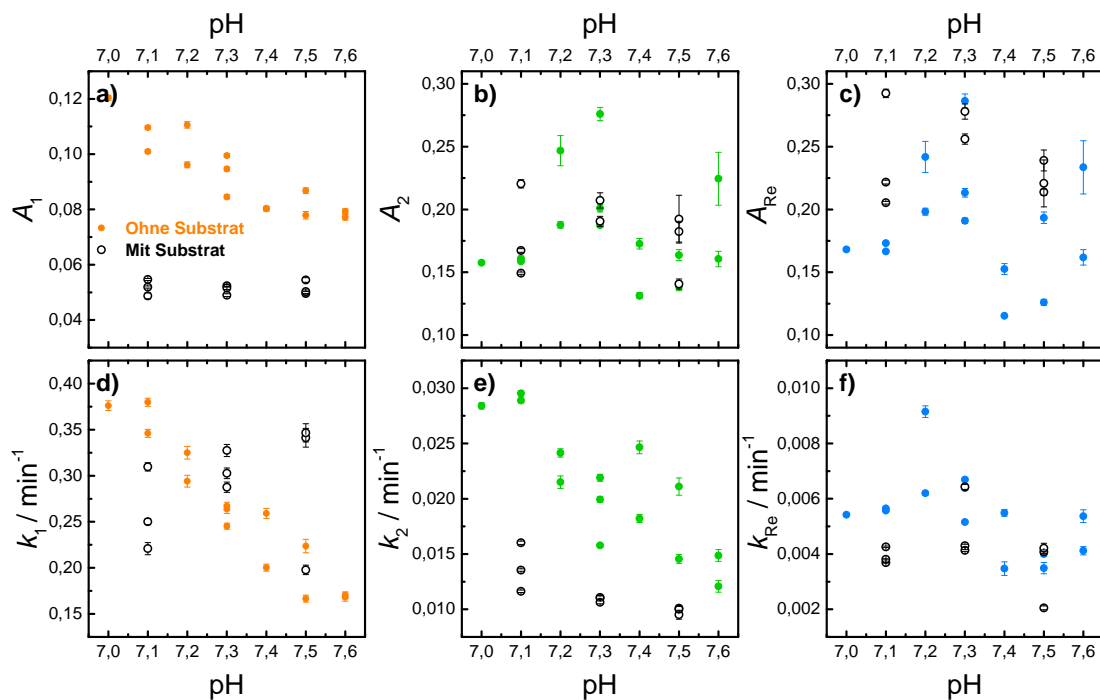 pH pH pH
7,0 7,1 7,2 7,3 7,4 7,5 7,6 7,0 7,1 7,2 7,3 7,4 7,5 7,6 7,0 7,1 7,2 7,3 7,4 7,5 7,6
a) b) c)
0,12 0,10 0,08 0,06 0,04
A1
Ohne Substrat
Mit Substrat
0,30 0,25 0,20 0,15 0,10
A2
0,30 0,25 0,20 0,15 0,10
ARe
d) e) f)
0,40 0,35 0,30 0,25 0,20 0,15
k1 / min-1
0,030 0,025 0,020 0,015 0,010
k2 / min-1
0,010 0,008 0,006 0,004 0,002
kRe / min-1
7,0 7,1 7,2 7,3 7,4 7,5 7,6 7,0 7,1 7,2 7,3 7,4 7,5 7,6 7,0 7,1 7,2 7,3 7,4 7,5 7,6
pH pH pH